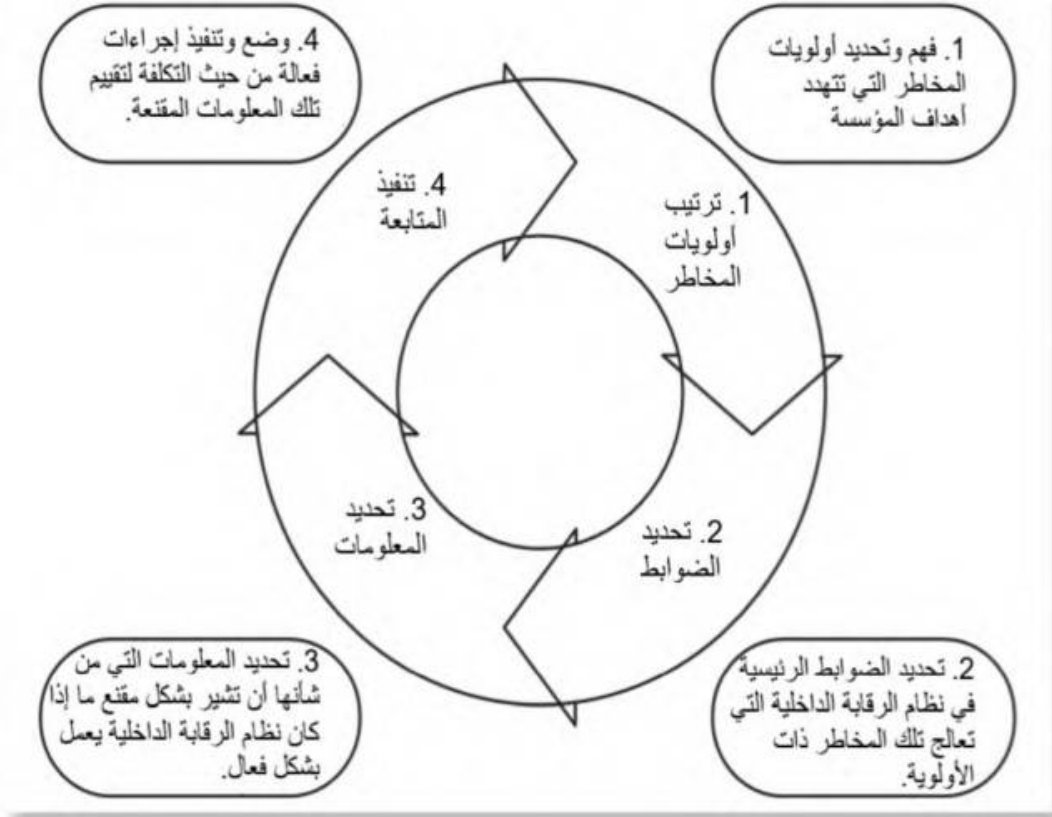 1. فهم وتحديد أولويات
المخاطر التي تتهدد
أهداف المؤسسة
4. وضع وتنفيذ إجراءات
فعالة من حيث التكلفة لتقييم
تلك المعلومات المقنعة.
1. ترتيب
أولويات
المخاطر
4. تنفيذ
المتابعة
2. تحديد
الضوابط
3. تحديد
المعلومات
2. تحديد الضوابط الرئيسية
في نظام الرقابة الداخلية التي
تعالج تلك المخاطر ذات
الأولوية.
3. تحديد المعلومات التي من
شأنها أن تشير بشكل مقنع ما إذا
كان نظام الرقابة الداخلية يعمل
بشكل فعال.